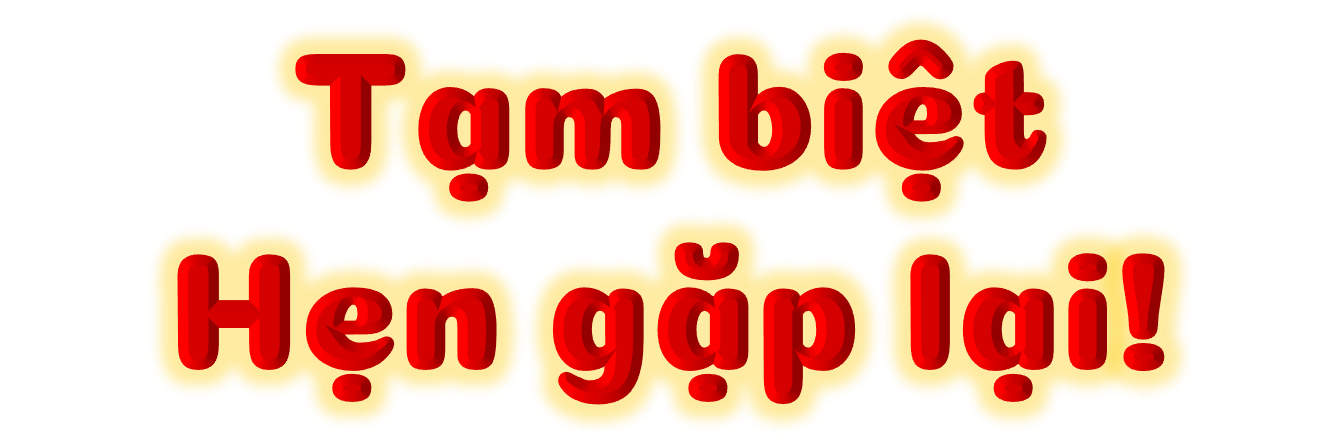 Tạm biệt
Hẹn gặp lại!